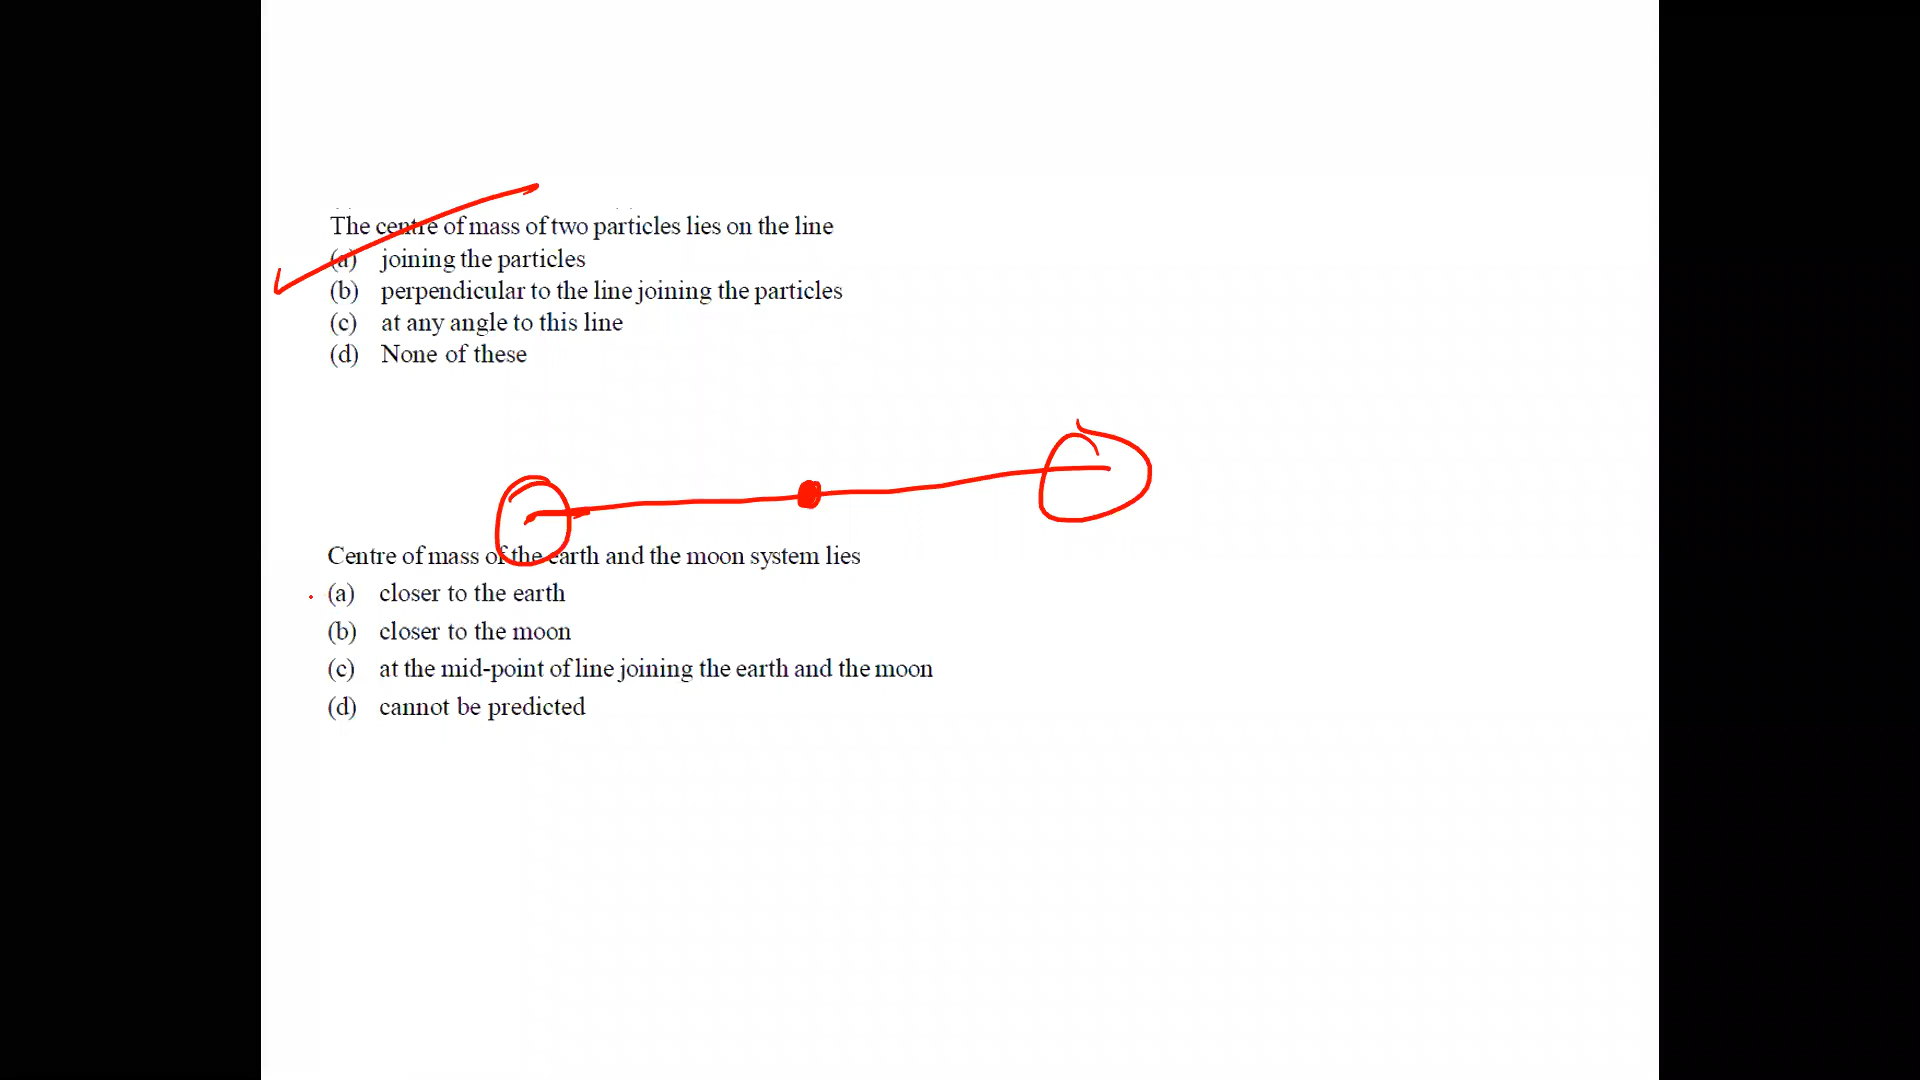 The centre of mass of two particles lies on the line
(a) joining the particles
(b) perpendicular to the line joining the particles
(c) at any angle to this line
(d) None of these
Centre of mass of the earth and the moon system lies
(a) closer to the earth
(b) closer to the moon
(c) at the mid-point of line joining the earth and the moon
(d) cannot be predicted